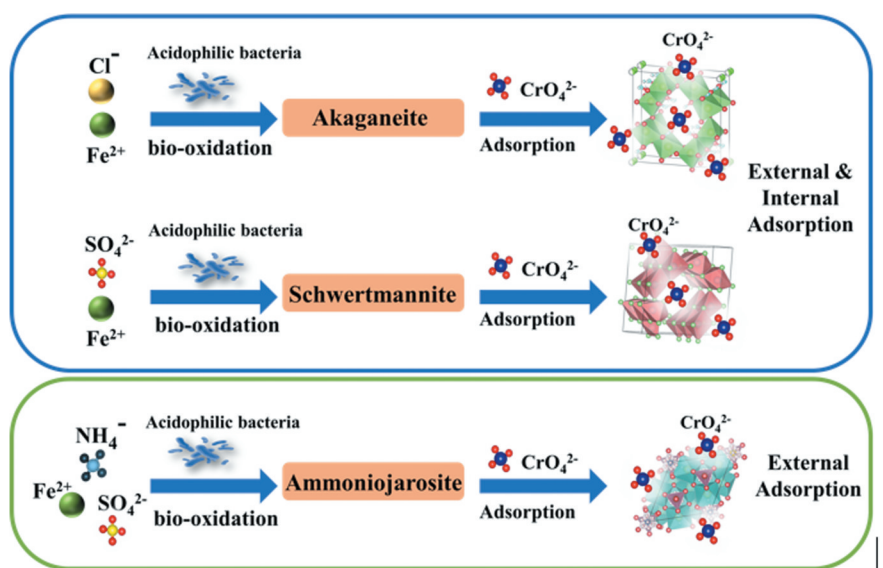 Cl⁻
Acidophilic bacteria
Fe²⁺
bio-oxidation
Akaganeite
CrO₄²⁻
Adsorption
CrO₄²⁻
SO₄²⁻
Acidophilic bacteria
Fe²⁺
bio-oxidation
Schwertmannite
CrO₄²⁻
Adsorption
CrO₄²⁻
External &
Internal
Adsorption
NH₄⁻
Fe²⁺
SO₄²⁻
Acidophilic bacteria
bio-oxidation
Ammoniojarosite
CrO₄²⁻
Adsorption
CrO₄²⁻
External
Adsorption